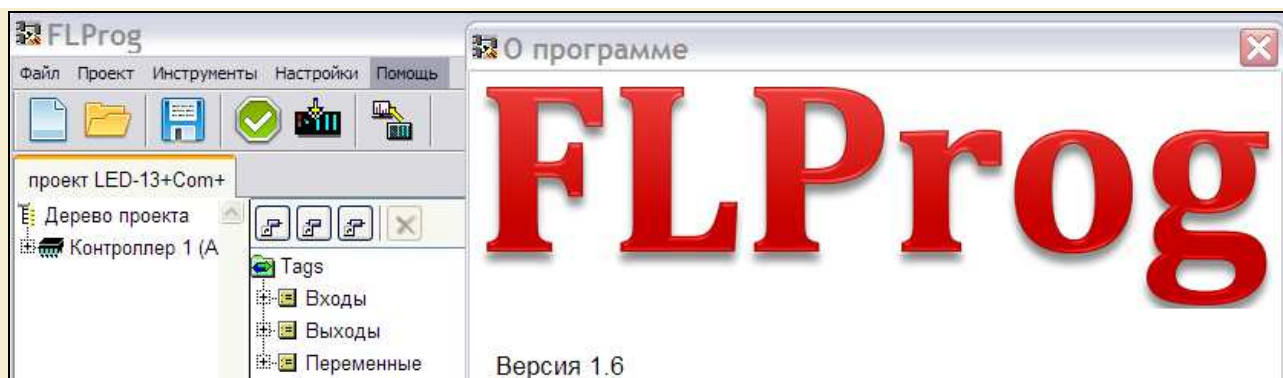 FLProg
Файл Проект Инструменты Настройки Помощь
проект LED-13+Com+
Дерево проекта
Контроллер 1 (А
Tags
Входы
Выходы
Переменные
О программе
FLProg
Версия 1.6